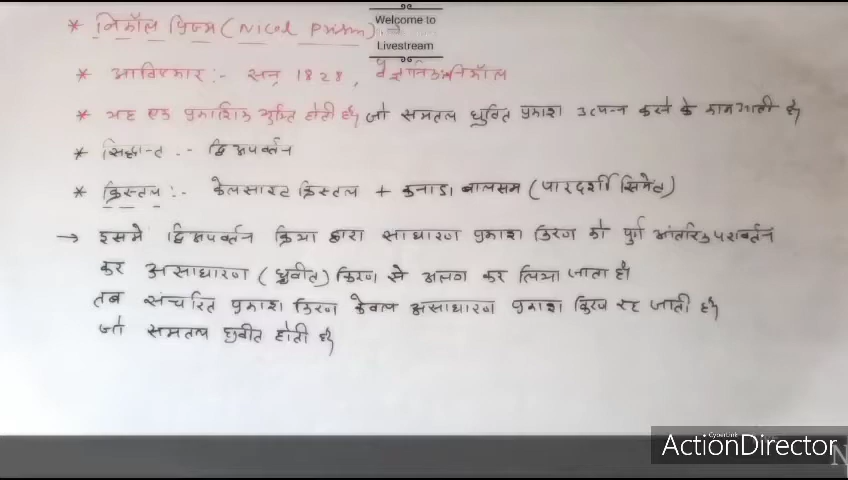 * निकॉल प्रिज्म (Nicol Prism) :-
Welcome to
Livestream
* आविष्कार :- सन् 1828, वैज्ञानिक निकॉल
* यह एक प्रकाशिक युक्ति होती है, जो समतल ध्रुवित प्रकाश उत्पन्न करने के काम आती है,
* सिद्धान्त :- द्विअपवर्तन
* क्रिस्टल :- केलसाइट क्रिस्टल + कनाडा बालसम (पारदर्शी सिमेंट)
→ इसमे द्विअपवर्तन क्रिया द्वारा साधारण प्रकाश किरण को पुर्ण आंतरिक परावर्तन
कर असाधारण (ध्रुवीत) किरण से अलग कर लिया जाता है।
तब संचरित प्रकाश किरण केवल असाधारण प्रकाश किरण रह जाती है,
जो समतल ध्रुवीत होती है,
CyberLink
ActionDirector
N